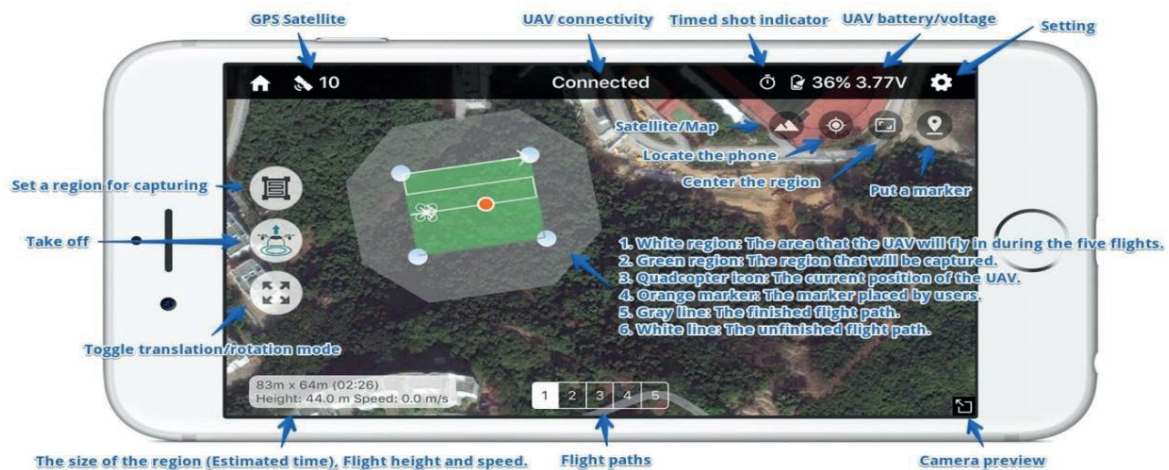 GPS Satellite
UAV connectivity
Timed shot indicator
UAV battery/voltage
Setting
10
Connected
36% 3.77V
Satellite/Map
Locate the phone
Center the region
Put a marker
Set a region for capturing
Take off
Toggle translation/rotation mode
1. White region: The area that the UAV will fly in during the five flights.
2. Green region: The region that will be captured.
3. Quadcopter icon: The current position of the UAV.
4. Orange marker: The marker placed by users.
5. Gray line: The finished flight path.
6. White line: The unfinished flight path.
83m x 64m (02:26)
Height: 44.0 m Speed: 0.0 m/s
1 2 3 4 5
The size of the region (Estimated time), Flight height and speed.
Flight paths
Camera preview